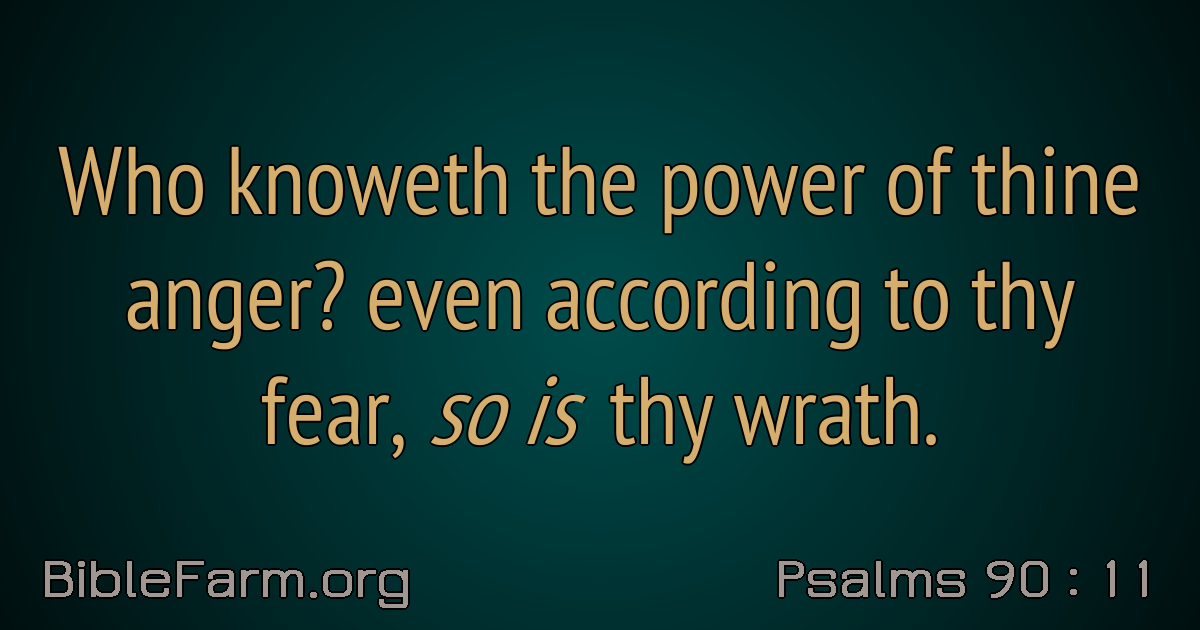 Who knoweth the power of thine
anger? even according to thy
fear, so is thy wrath.
BibleFarm.org
Psalms 90 : 11